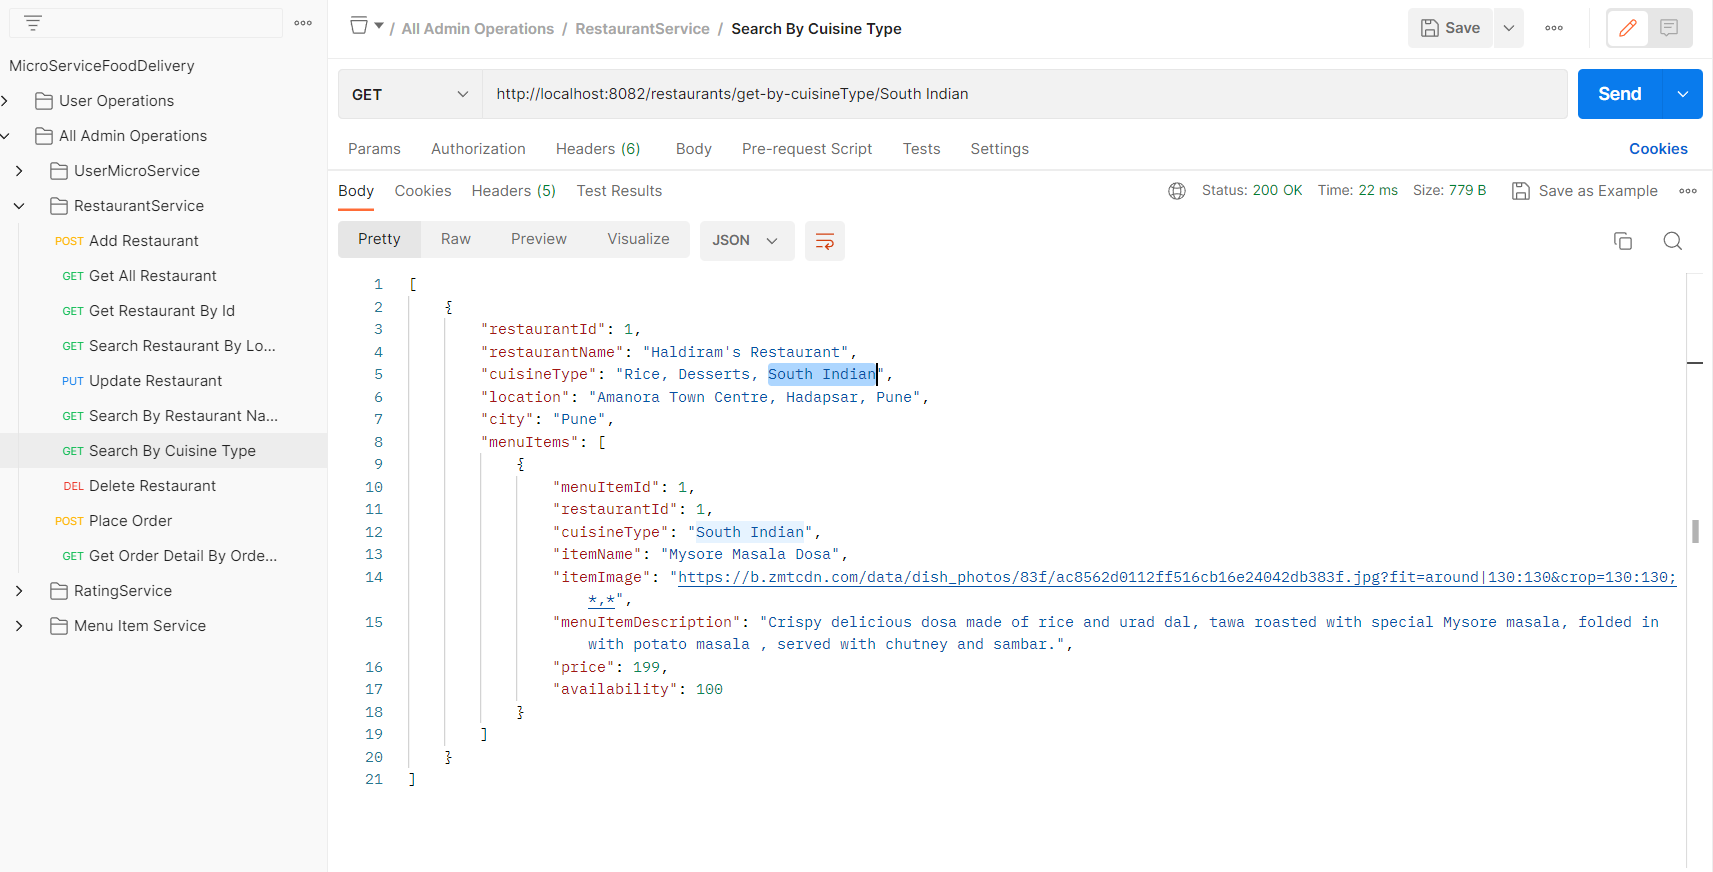 MicroServiceFoodDelivery
User Operations
All Admin Operations
UserMicroService
RestaurantService
POST Add Restaurant
GET Get All Restaurant
GET Get Restaurant By Id
GET Search Restaurant By Lo...
PUT Update Restaurant
GET Search By Restaurant Na...
GET Search By Cuisine Type
DEL Delete Restaurant
POST Place Order
GET Get Order Detail By Orde...
RatingService
Menu Item Service
/ All Admin Operations / RestaurantService / Search By Cuisine Type
Save
GET http://localhost:8082/restaurants/get-by-cuisineType/South Indian
Send
Params Authorization Headers (6) Body Pre-request Script Tests Settings Cookies
Body Cookies Headers (5) Test Results Status: 200 OK Time: 22 ms Size: 779 B Save as Example
Pretty Raw Preview Visualize JSON
1 [
2 {
3 "restaurantId": 1,
4 "restaurantName": "Haldiram's Restaurant",
5 "cuisineType": "Rice, Desserts, South Indian",
6 "location": "Amanora Town Centre, Hadapsar, Pune",
7 "city": "Pune",
8 "menuItems": [
9 {
10 "menuItemId": 1,
11 "restaurantId": 1,
12 "cuisineType": "South Indian",
13 "itemName": "Mysore Masala Dosa",
14 "itemImage": "https://b.zmtcdn.com/data/dish_photos/83f/ac8562d0112ff516cb16e24042db383f.jpg?fit=around|130:130&crop=130:130;
*,*",
15 "menuItemDescription": "Crispy delicious dosa made of rice and urad dal, tawa roasted with special Mysore masala, folded in
with potato masala , served with chutney and sambar.",
16 "price": 199,
17 "availability": 100
18 }
19 ]
20 }
21 ]